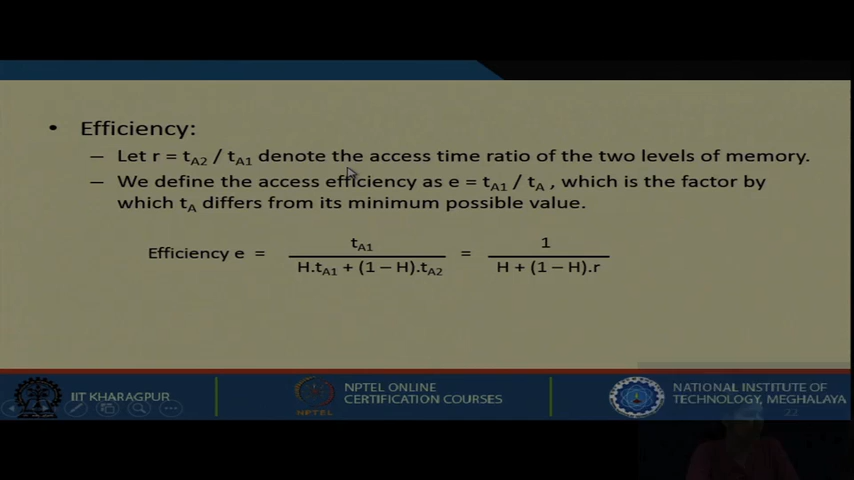 • Efficiency:
– Let r = tA2 / tA1 denote the access time ratio of the two levels of memory.
– We define the access efficiency as e = tA1 / tA , which is the factor by
which tA differs from its minimum possible value.
Efficiency e = tA1 / H.tA1 + (1 – H).tA2 = 1 / H + (1 – H).r
IIT KHARAGPUR
NPTEL
NPTEL ONLINE
CERTIFICATION COURSES
NATIONAL INSTITUTE OF
TECHNOLOGY, MEGHALAYA
22